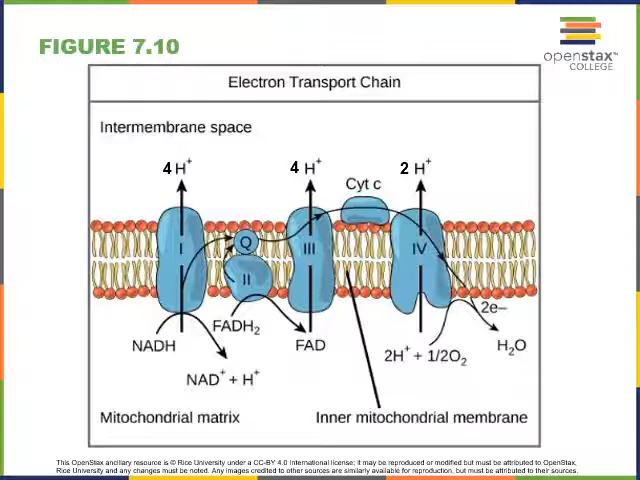 FIGURE 7.10
openstax™
COLLEGE
Electron Transport Chain
Intermembrane space
4 H+
4 H+
2 H+
Cyt c
I
Q
III
IV
II
2e–
NADH
FADH2
FAD
2H+ + 1/2O2
H2O
NAD+ + H+
Mitochondrial matrix
Inner mitochondrial membrane
This OpenStax ancillary resource is © Rice University under a CC-BY 4.0 International license; it may be reproduced or modified but must be attributed to OpenStax,
Rice University and any changes must be noted. Any images credited to other sources are similarly available for reproduction, but must be attributed to their sources.